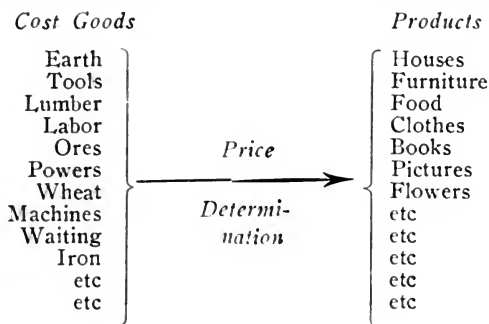 Cost Goods
Products
Earth
Tools
Lumber
Labor
Ores
Powers
Wheat
Machines
Waiting
Iron
etc
etc
Price
Determi-
nation
Houses
Furniture
Food
Clothes
Books
Pictures
Flowers
etc
etc
etc
etc
etc